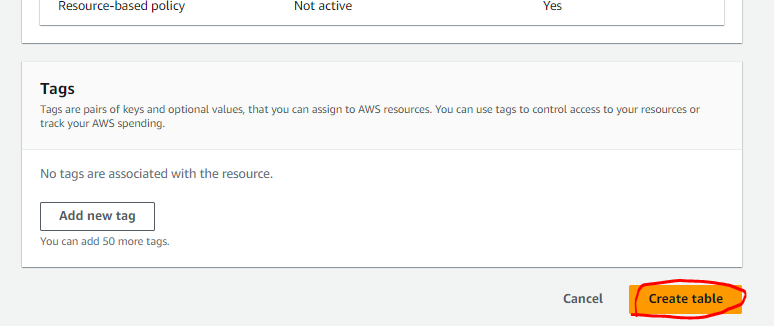 Resource-based policy Not active Yes
Tags
Tags are pairs of keys and optional values, that you can assign to AWS resources. You can use tags to control access to your resources or
track your AWS spending.
No tags are associated with the resource.
Add new tag
You can add 50 more tags.
Cancel Create table